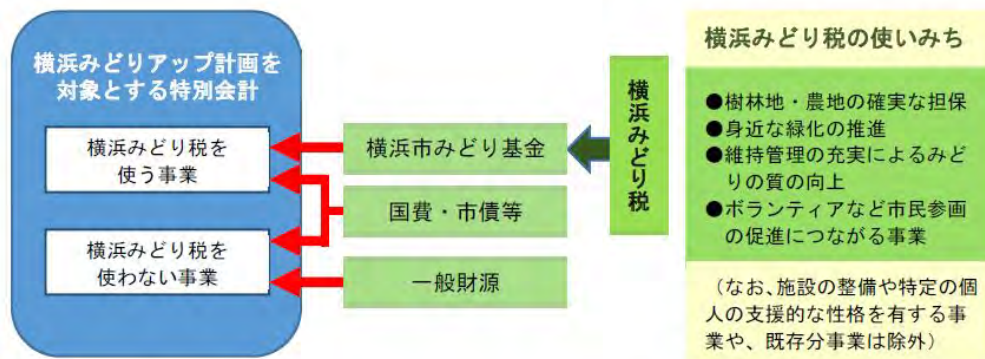 横浜みどりアップ計画を
対象とする特別会計
横浜みどり税を
使う事業
横浜みどり税を
使わない事業
横浜市みどり基金
国費・市債等
一般財源
横浜みどり税
横浜みどり税の使いみち
●樹林地・農地の確実な担保
●身近な緑化の推進
●維持管理の充実によるみど
りの質の向上
●ボランティアなど市民参画
の促進につながる事業
（なお、施設の整備や特定の個
人の支援的な性格を有する事
業や、既存分事業は除外）